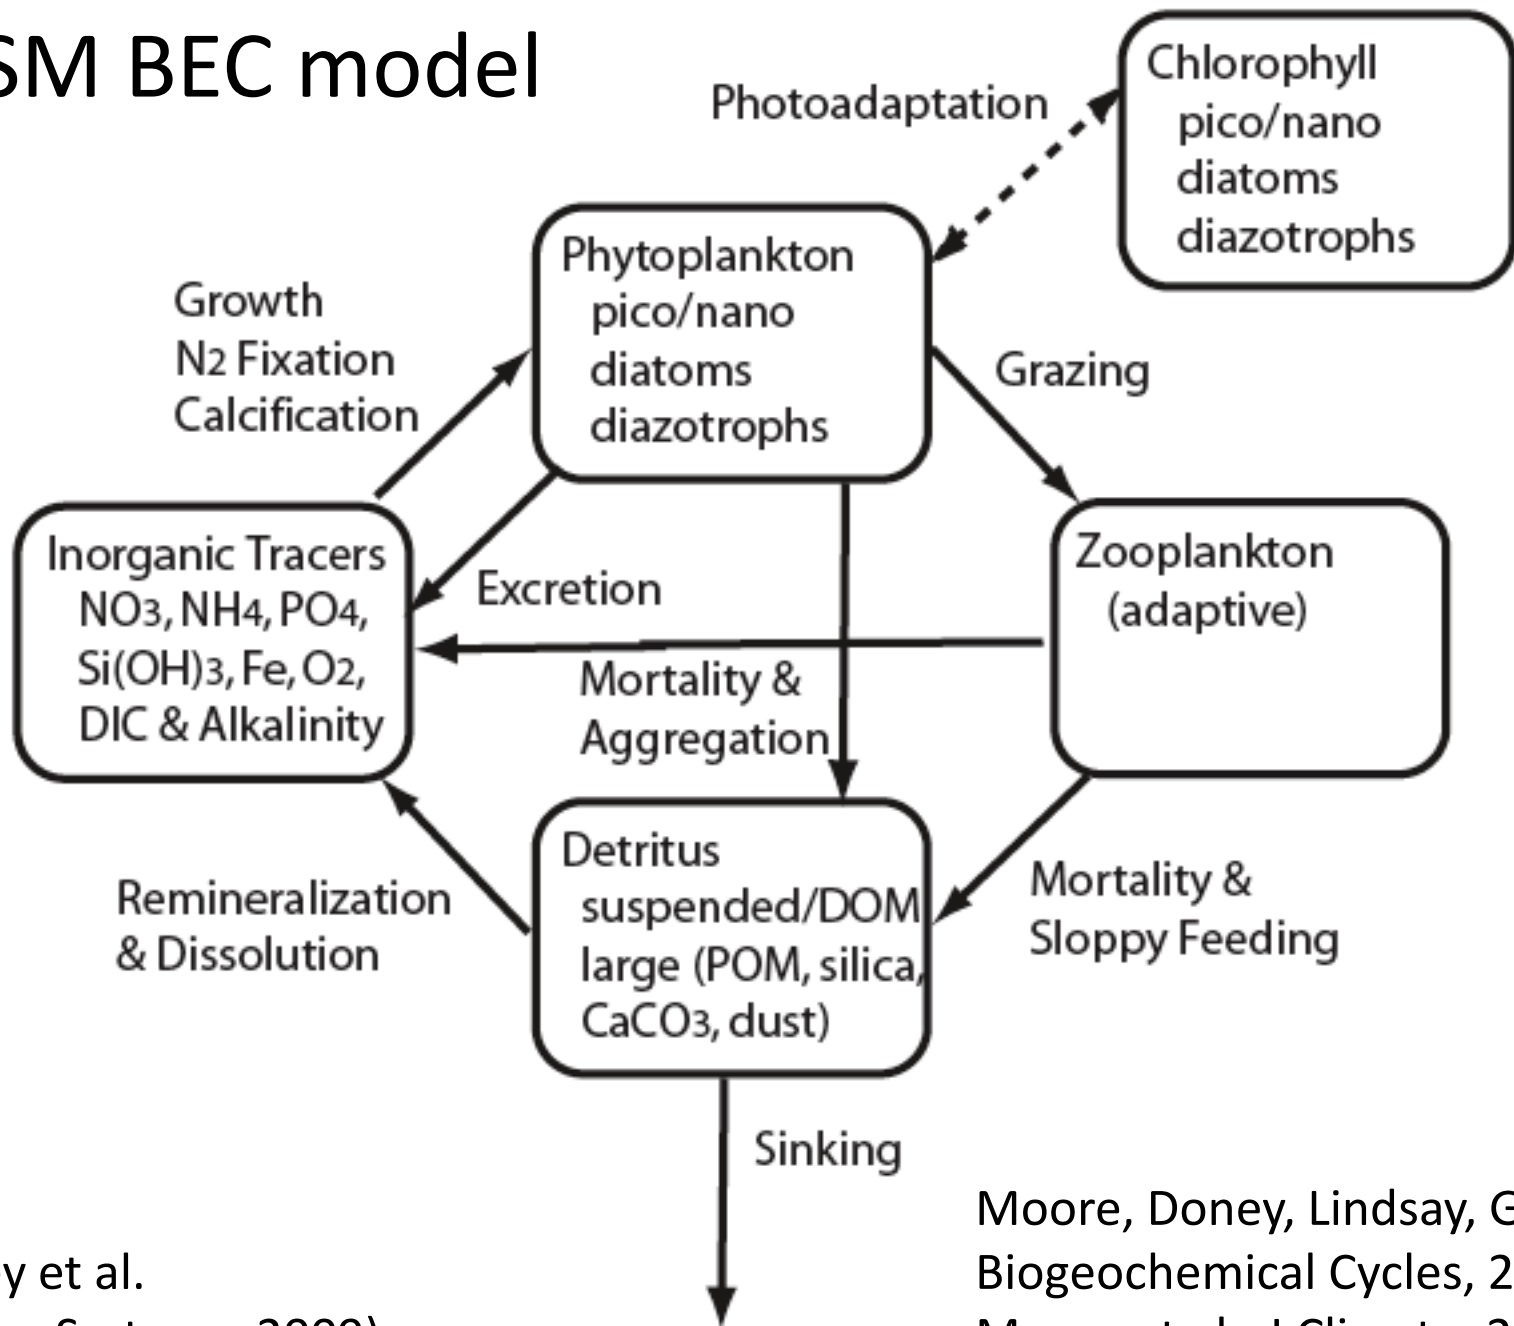 SM BEC model
Photoadaptation
Chlorophyll
pico/nano
diatoms
diazotrophs
Phytoplankton
pico/nano
diatoms
diazotrophs
Growth
N2 Fixation
Calcification
Grazing
Inorganic Tracers
NO3, NH4, PO4,
Si(OH)3, Fe, O2,
DIC & Alkalinity
Excretion
Zooplankton
(adaptive)
Mortality &
Aggregation
Detritus
suspended/DOM
large (POM, silica,
CaCO3, dust)
Remineralization
& Dissolution
Mortality &
Sloppy Feeding
Sinking
Moore, Doney, Lindsay, G
Biogeochemical Cycles, 2
y et al.
2009)